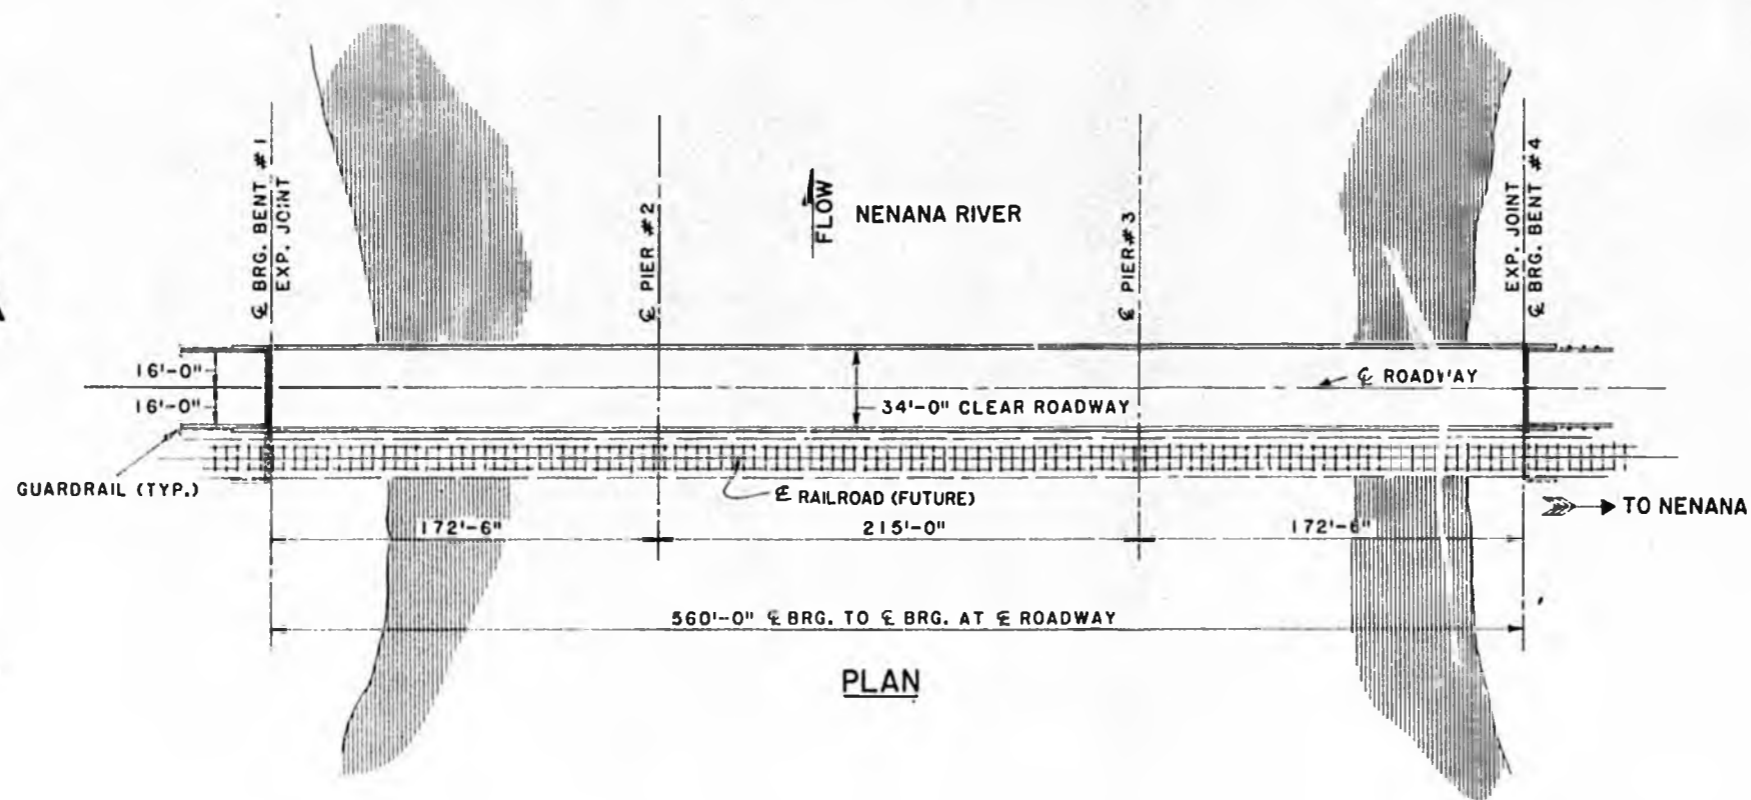 ℄ BRG. BENT #1
EXP. JOINT
℄ PIER #2
FLOW
NENANA RIVER
℄ PIER #3
EXP. JOINT
℄ BRG. BENT #4
16'-0"
16'-0"
℄ ROADWAY
34'-0" CLEAR ROADWAY
GUARDRAIL (TYP.)
℄ RAILROAD (FUTURE)
TO NENANA
172'-6"
215'-0"
172'-6"
560'-0" ℄ BRG. TO ℄ BRG. AT ℄ ROADWAY
PLAN